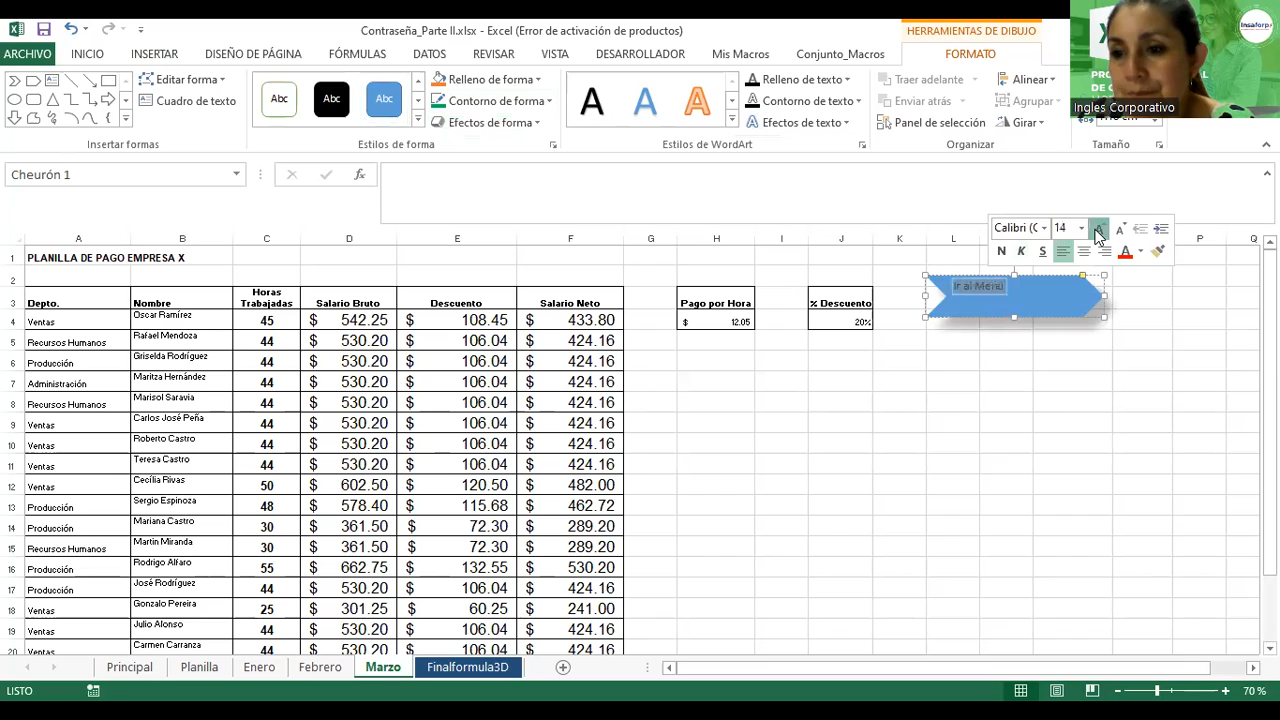 Contraseña_Parte II.xlsx - Excel (Error de activación de productos)
HERRAMIENTAS DE DIBUJO
Insaforp
ARCHIVO INICIO INSERTAR DISEÑO DE PÁGINA FÓRMULAS DATOS REVISAR VISTA DESARROLLADOR Mis Macros Conjunto_Macros FORMATO
Editar forma
Cuadro de texto
Insertar formas
Abc Abc Abc
Relleno de forma
Contorno de forma
Efectos de forma
Estilos de forma
A A A
Relleno de texto
Contorno de texto
Efectos de texto
Estilos de WordArt
Traer adelante
Enviar atrás
Panel de selección
Alinear
Agrupar
Girar
Organizar
Tamaño
Ingles Corporativo
Cheurón 1
fx
Calibri (C 14
N K S
A B C D E F G H I J K L P Q
1 PLANILLA DE PAGO EMPRESA X
2
Ir al Menú
3 Depto. Nombre Horas Trabajadas Salario Bruto Descuento Salario Neto Pago por Hora % Descuento
4 Ventas Oscar Ramírez 45 $ 542.25 $ 108.45 $ 433.80 $ 12.05 20%
5 Recursos Humanos Rafael Mendoza 44 $ 530.20 $ 106.04 $ 424.16
6 Producción Griselda Rodríguez 44 $ 530.20 $ 106.04 $ 424.16
7 Administración Maritza Hernández 44 $ 530.20 $ 106.04 $ 424.16
8 Recursos Humanos Marisol Saravia 44 $ 530.20 $ 106.04 $ 424.16
9 Ventas Carlos José Peña 44 $ 530.20 $ 106.04 $ 424.16
10 Ventas Roberto Castro 44 $ 530.20 $ 106.04 $ 424.16
11 Ventas Teresa Castro 44 $ 530.20 $ 106.04 $ 424.16
12 Ventas Cecilia Rivas 50 $ 602.50 $ 120.50 $ 482.00
13 Producción Sergio Espinoza 48 $ 578.40 $ 115.68 $ 462.72
14 Producción Mariana Castro 30 $ 361.50 $ 72.30 $ 289.20
15 Recursos Humanos Martin Miranda 30 $ 361.50 $ 72.30 $ 289.20
16 Producción Rodrigo Alfaro 55 $ 662.75 $ 132.55 $ 530.20
17 Producción José Rodríguez 44 $ 530.20 $ 106.04 $ 424.16
18 Ventas Gonzalo Pereira 25 $ 301.25 $ 60.25 $ 241.00
19 Ventas Julio Alonso 44 $ 530.20 $ 106.04 $ 424.16
20 Ventas Carmen Carranza 44 $ 530.20 $ 106.04 $ 424.16
Principal Planilla Enero Febrero Marzo Finalformula3D
LISTO
70 %